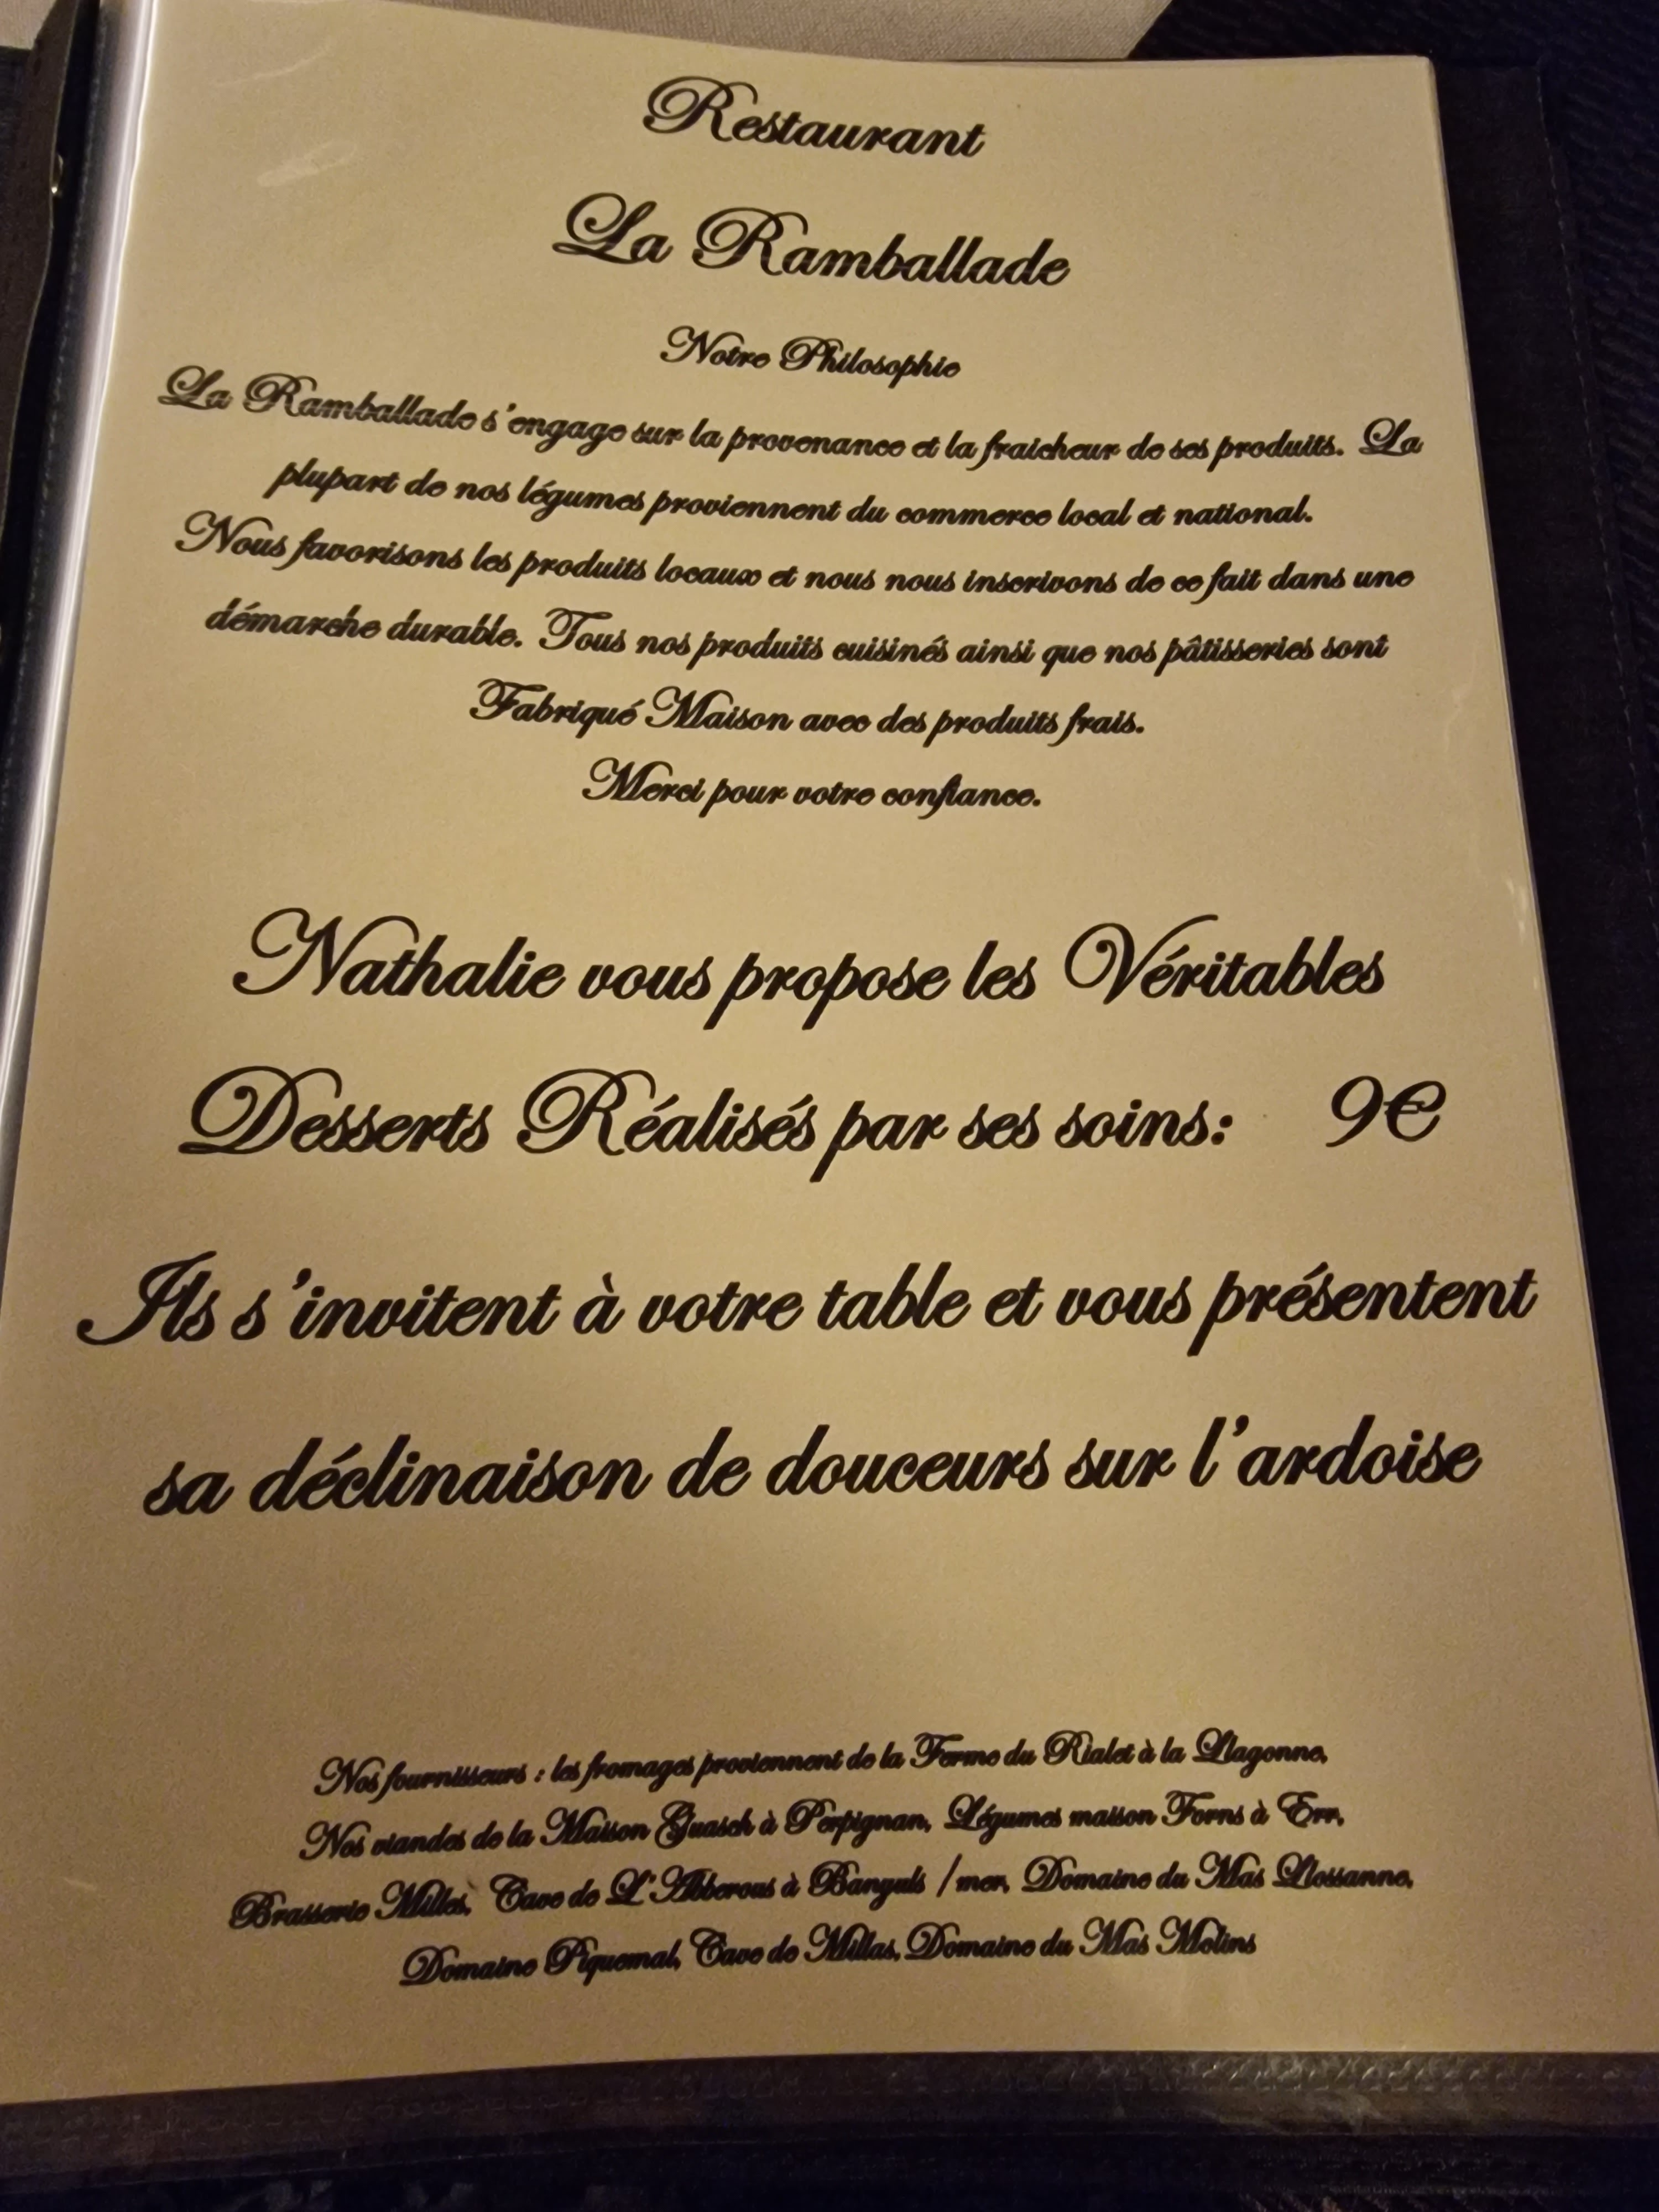 Restaurant
La Ramballade
Notre Philosophie
La Ramballade s'engage sur la provenance et la fraicheur de ses produits. La
plupart de nos légumes proviennent du commerce local et national.
Nous favorisons les produits locaux et nous nous inscrivons de ce fait dans une
démarche durable. Tous nos produits cuisinés ainsi que nos pâtisseries sont
Fabriqué Maison avec des produits frais.
Merci pour votre confiance.
Nathalie vous propose les Véritables
Desserts Réalisés par ses soins: 9€
Ils s'invitent à votre table et vous présentent
sa déclinaison de douceurs sur l'ardoise
Nos fournisseurs : les fromages proviennent de la Ferme du Rialet à la Llagonne,
Nos viandes de la Maison Guasch à Perpignan, Légumes maison Forns à Err,
Brasserie Milles, Cave de L'Abberous à Banyuls /mer, Domaine du Mas Llossanne,
Domaine Piquemal, Cave de Millas, Domaine du Mas Molins